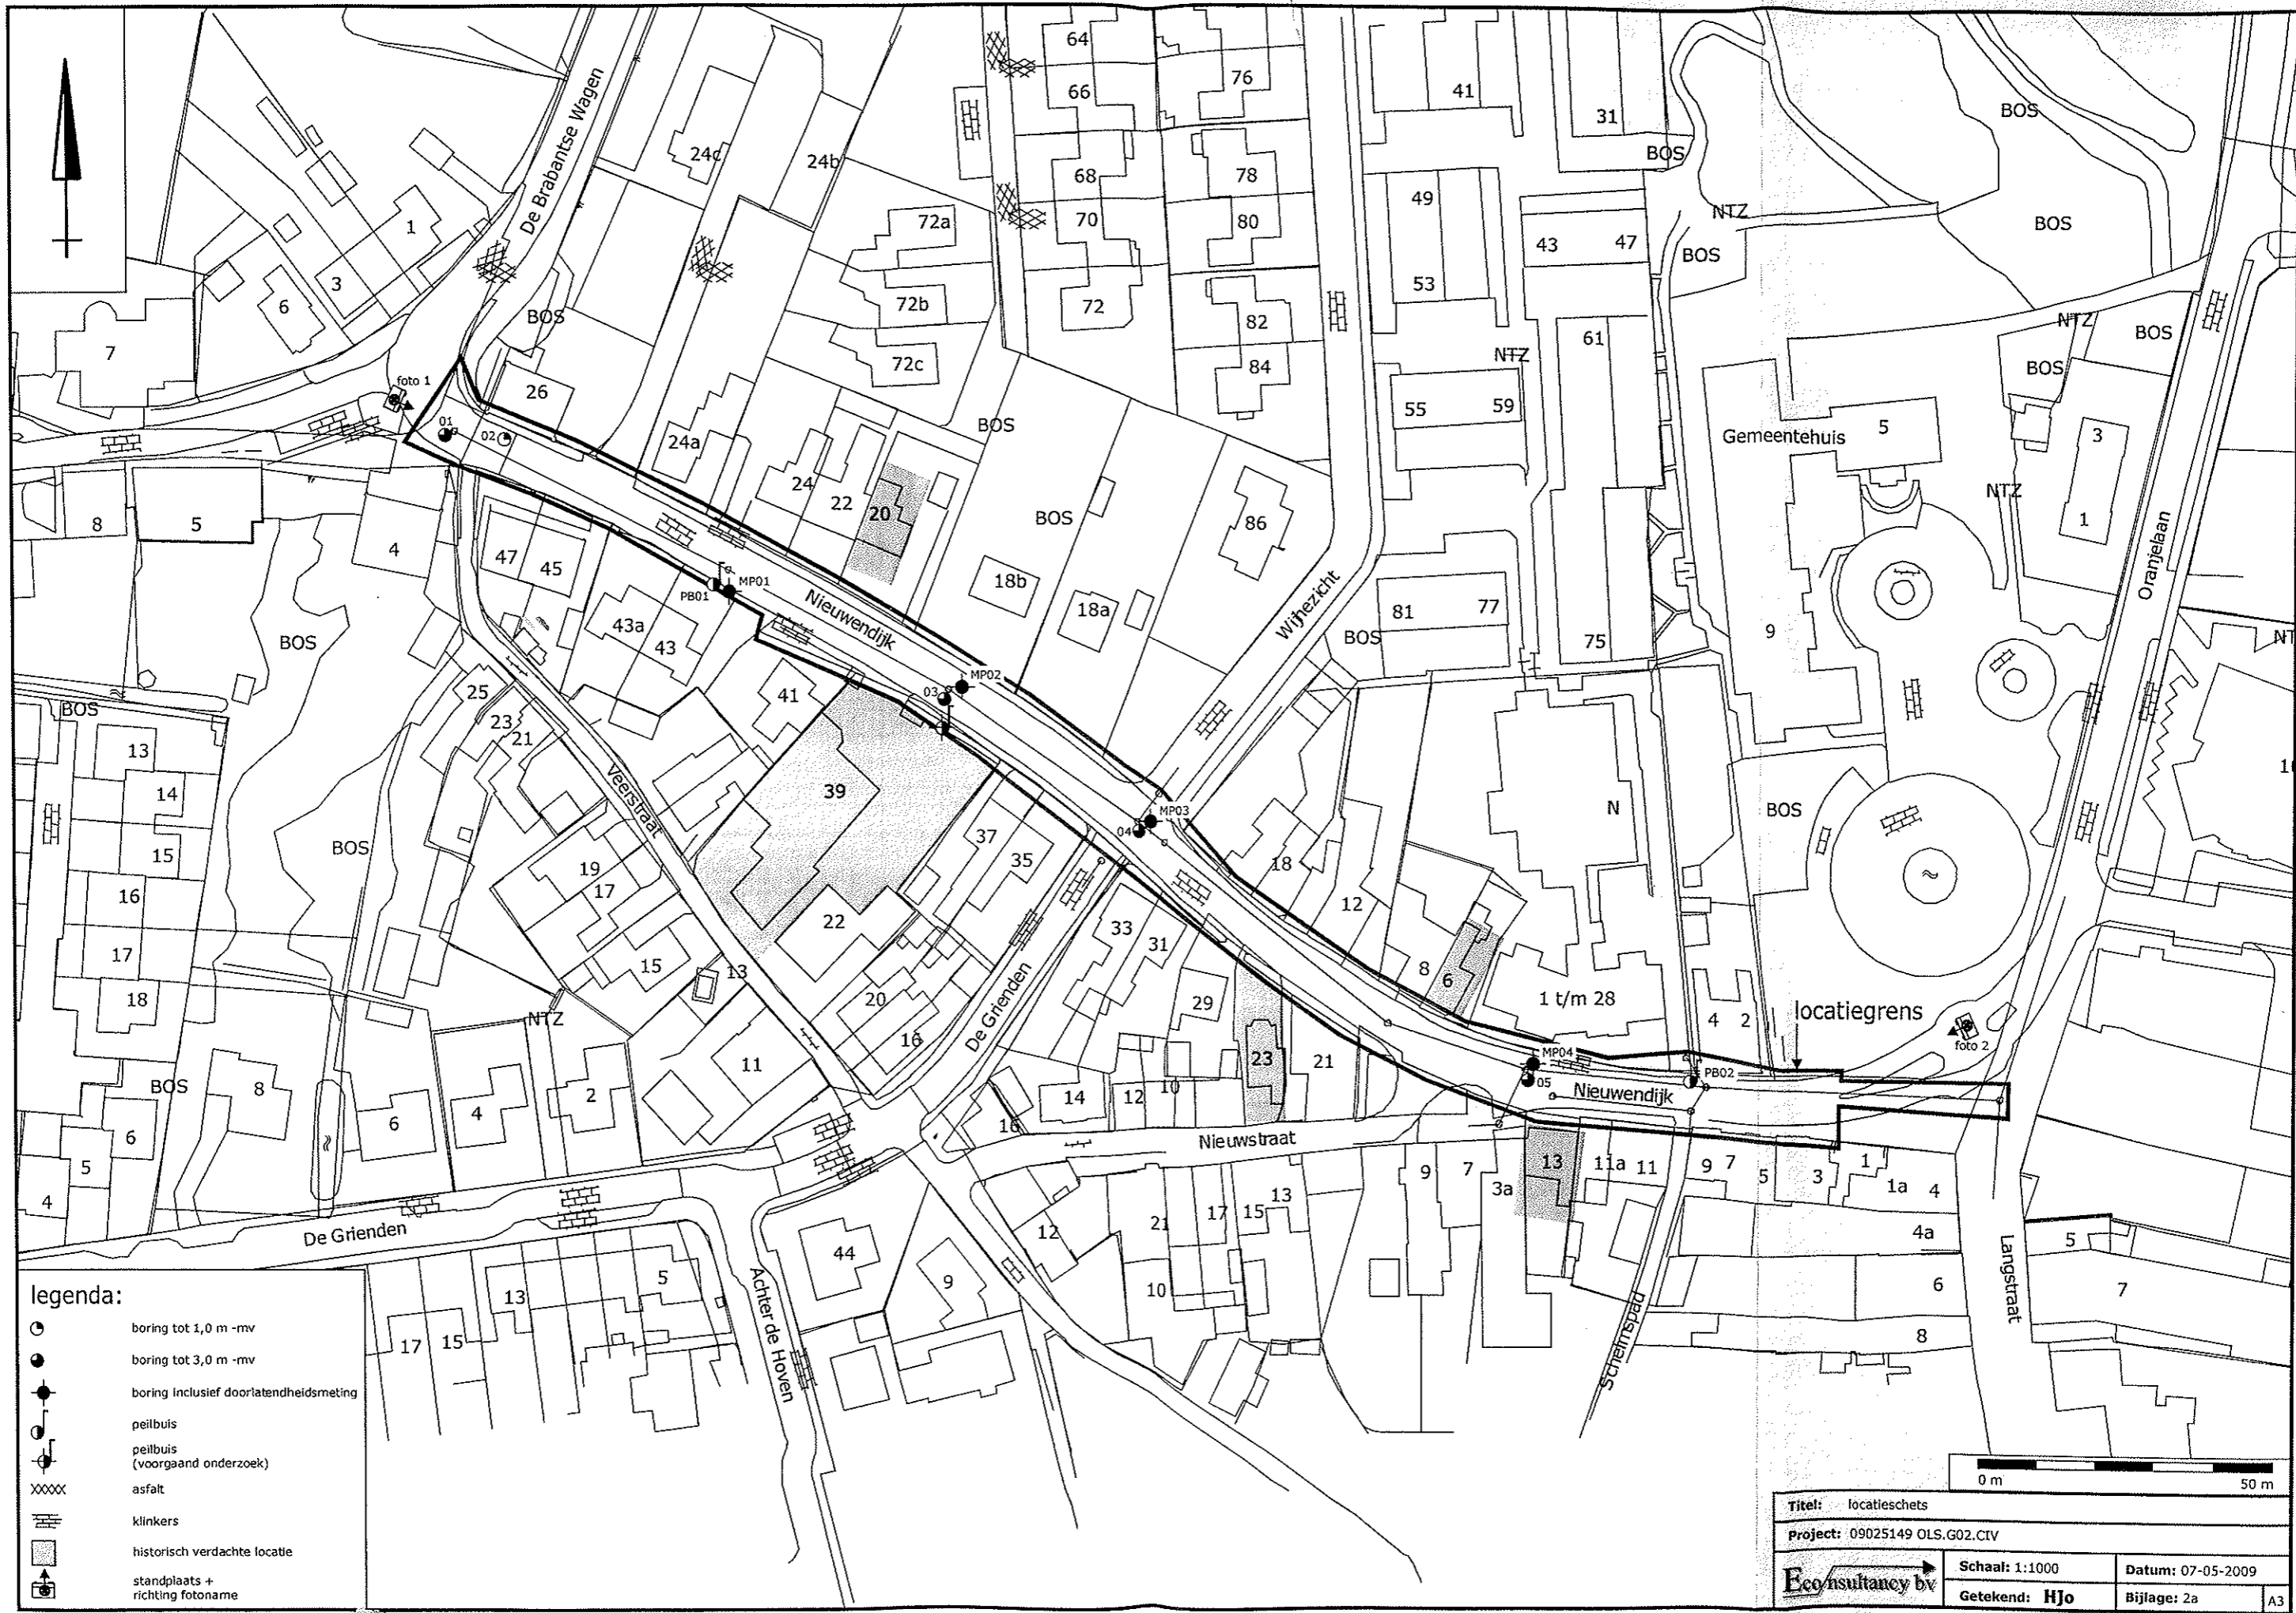 64
76
66
41
31
BOS
De Brabantse Wagen
24c
24b
BOS
68
78
49
NTZ
BOS
1
72a
70
80
43
47
BOS
3
6
72b
53
72
82
NTZ
BOS
BOS
7
61
NTZ
BOS
72c
84
foto 1
26
BOS
55
59
Gemeentehuis
5
3
01
02
24a
24
22
20
BOS
86
NTZ
1
8
5
4
47
45
18b
18a
Wijhezicht
81
77
75
9
Oranjelaan
PB01
MP01
Nieuwendijk
43a
43
BOS
BOS
NT
25
23
21
41
03
MP02
BOS
13
14
15
16
17
18
Veerstraat
39
37
35
04
MP03
N
BOS
BOS
19
17
22
18
12
33
31
15
13
20
16
De Grienden
29
8
6
1 t/m 28
4
2
locatiegrens
foto 2
NTZ
11
23
21
MP04
05
Nieuwendijk
PB02
BOS
8
6
4
2
14
12
10
16
Nieuwstraat
6
5
4
9
7
3a
13
11a
11
9
7
5
3
1
1a
4
De Grienden
12
21
17
15
13
4a
5
44
9
10
6
7
8
Langstraat
Schelmspad
Achter de Hoven
5
13
17
15
legenda:
boring tot 1,0 m -mv
boring tot 3,0 m -mv
boring inclusief doorlatendheidsmeting
peilbuis
peilbuis
(voorgaand onderzoek)
asfalt
klinkers
historisch verdachte locatie
standplaats +
richting fotoname
0 m
50 m
Titel: locatieschets
Project: 09025149 OLS.G02.CIV
Econsultancy bv
Schaal: 1:1000
Datum: 07-05-2009
Getekend: HJo
Bijlage: 2a
A3